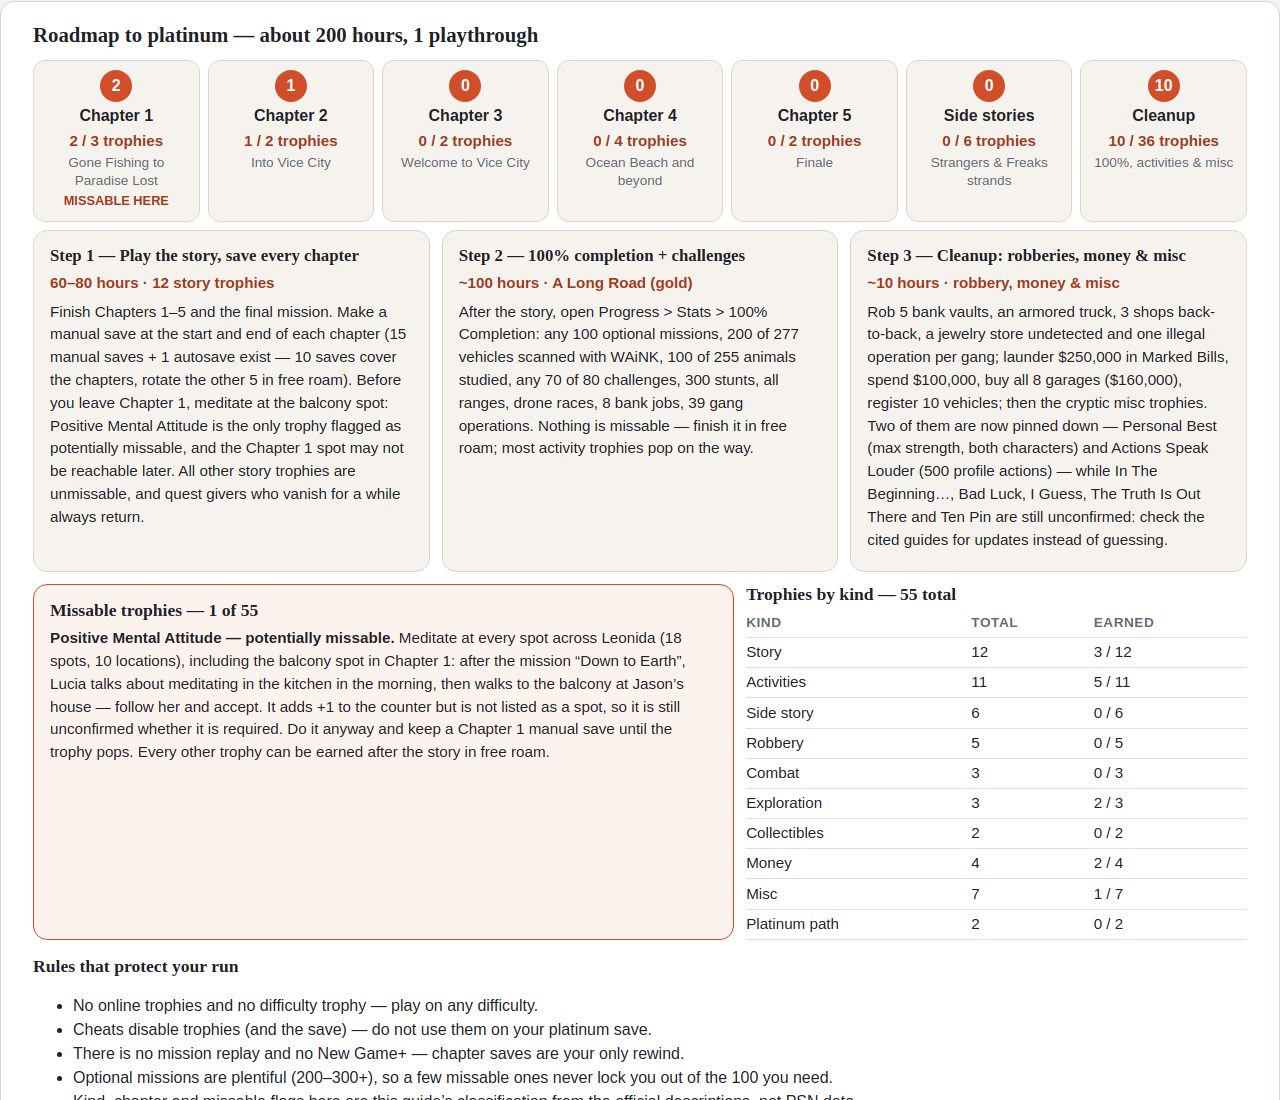 Roadmap to platinum — about 200 hours, 1 playthrough
2
Chapter 1
2 / 3 trophies
Gone Fishing to
Paradise Lost
MISSABLE HERE
1
Chapter 2
1 / 2 trophies
Into Vice City
0
Chapter 3
0 / 2 trophies
Welcome to Vice City
0
Chapter 4
0 / 4 trophies
Ocean Beach and
beyond
0
Chapter 5
0 / 2 trophies
Finale
0
Side stories
0 / 6 trophies
Strangers & Freaks
strands
10
Cleanup
10 / 36 trophies
100%, activities & misc
Step 1 — Play the story, save every chapter
60–80 hours · 12 story trophies
Finish Chapters 1–5 and the final mission. Make a
manual save at the start and end of each chapter (15
manual saves + 1 autosave exist — 10 saves cover
the chapters, rotate the other 5 in free roam). Before
you leave Chapter 1, meditate at the balcony spot:
Positive Mental Attitude is the only trophy flagged as
potentially missable, and the Chapter 1 spot may not
be reachable later. All other story trophies are
unmissable, and quest givers who vanish for a while
always return.
Step 2 — 100% completion + challenges
~100 hours · A Long Road (gold)
After the story, open Progress > Stats > 100%
Completion: any 100 optional missions, 200 of 277
vehicles scanned with WAiNK, 100 of 255 animals
studied, any 70 of 80 challenges, 300 stunts, all
ranges, drone races, 8 bank jobs, 39 gang
operations. Nothing is missable — finish it in free
roam; most activity trophies pop on the way.
Step 3 — Cleanup: robberies, money & misc
~10 hours · robbery, money & misc
Rob 5 bank vaults, an armored truck, 3 shops back-
to-back, a jewelry store undetected and one illegal
operation per gang; launder $250,000 in Marked Bills,
spend $100,000, buy all 8 garages ($160,000),
register 10 vehicles; then the cryptic misc trophies.
Two of them are now pinned down — Personal Best
(max strength, both characters) and Actions Speak
Louder (500 profile actions) — while In The
Beginning…, Bad Luck, I Guess, The Truth Is Out
There and Ten Pin are still unconfirmed: check the
cited guides for updates instead of guessing.
Missable trophies — 1 of 55
Positive Mental Attitude — potentially missable. Meditate at every spot across Leonida (18
spots, 10 locations), including the balcony spot in Chapter 1: after the mission “Down to Earth”,
Lucia talks about meditating in the kitchen in the morning, then walks to the balcony at Jason’s
house — follow her and accept. It adds +1 to the counter but is not listed as a spot, so it is still
unconfirmed whether it is required. Do it anyway and keep a Chapter 1 manual save until the
trophy pops. Every other trophy can be earned after the story in free roam.
Trophies by kind — 55 total
KIND TOTAL EARNED
Story 12 3 / 12
Activities 11 5 / 11
Side story 6 0 / 6
Robbery 5 0 / 5
Combat 3 0 / 3
Exploration 3 2 / 3
Collectibles 2 0 / 2
Money 4 2 / 4
Misc 7 1 / 7
Platinum path 2 0 / 2
Rules that protect your run
• No online trophies and no difficulty trophy — play on any difficulty.
• Cheats disable trophies (and the save) — do not use them on your platinum save.
• There is no mission replay and no New Game+ — chapter saves are your only rewind.
• Optional missions are plentiful (200–300+), so a few missable ones never lock you out of the 100 you need.
Kind, chapter and missable flags here are this guide’s classification from the official descriptions, not PSN data